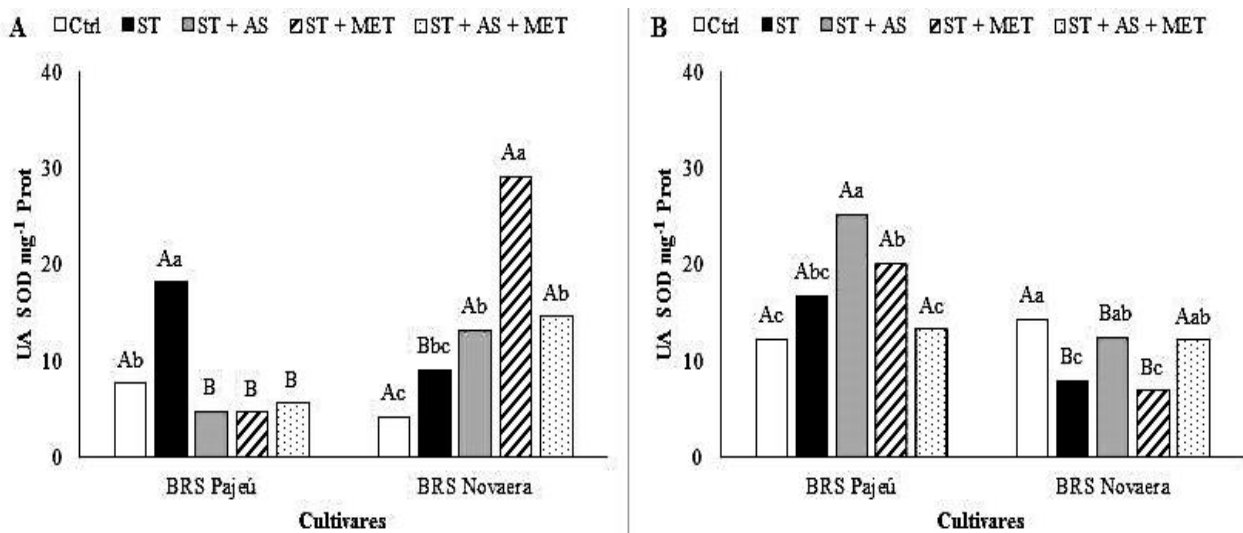 A Ctrl ST ST + AS ST + MET ST + AS + MET
UA SOD mg⁻¹ Prot
40
30
20
10
0
Ab
Aa
B
B
B
Ac
Bbc
Ab
Aa
Ab
BRS Pajeú
BRS Novaera
Cultivares
B Ctrl ST ST + AS ST + MET ST + AS + MET
UA SOD mg⁻¹ Prot
40
30
20
10
0
Ac
Abc
Aa
Ab
Ac
Aa
Bc
Bab
Bc
Aab
BRS Pajeú
BRS Novaera
Cultivares